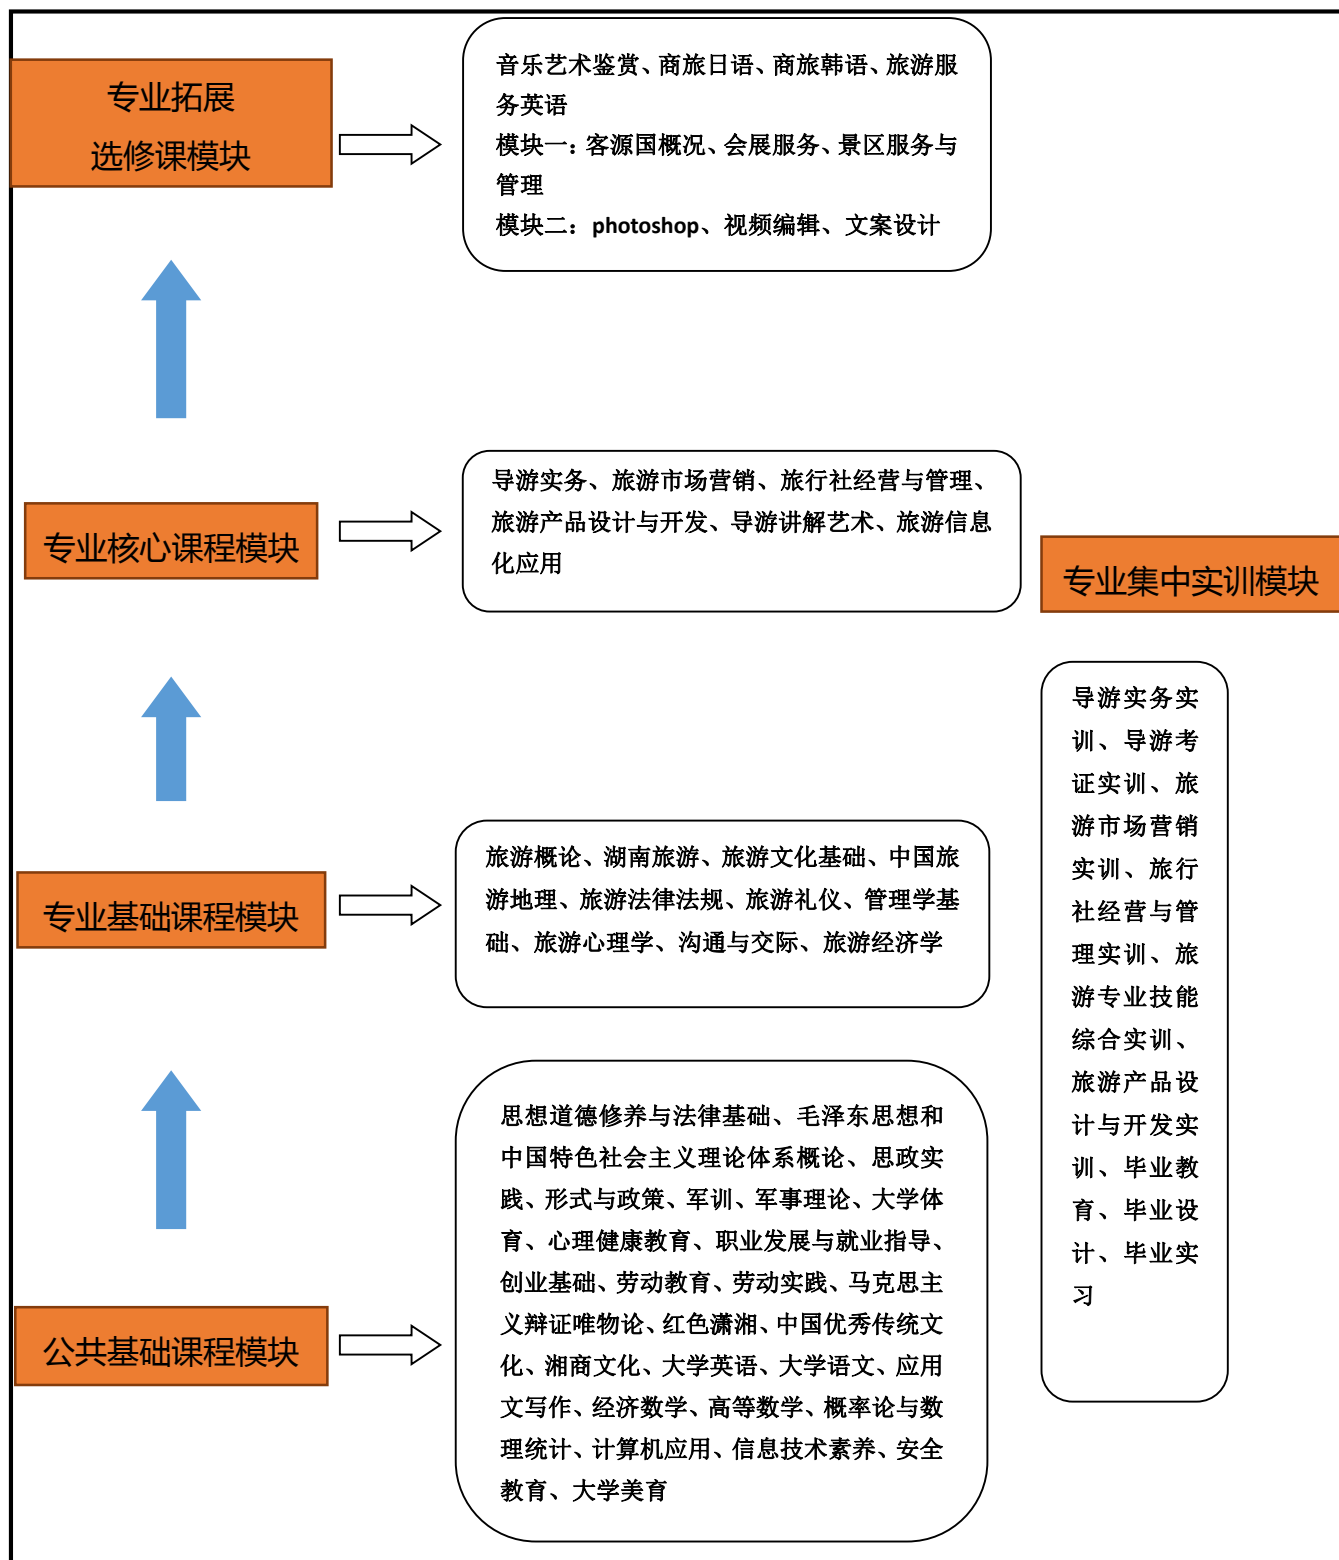 专业拓展
选修课模块
音乐艺术鉴赏、商旅日语、商旅韩语、旅游服
务英语
模块一：客源国概况、会展服务、景区服务与
管理
模块二：photoshop、视频编辑、文案设计
专业核心课程模块
导游实务、旅游市场营销、旅行社经营与管理、
旅游产品设计与开发、导游讲解艺术、旅游信息
化应用
专业集中实训模块
导游实务实
训、导游考
证实训、旅
游市场营销
实训、旅行
社经营与管
理实训、旅
游专业技能
综合实训、
旅游产品设
计与开发实
训、毕业教
育、毕业设
计、毕业实
习
专业基础课程模块
旅游概论、湖南旅游、旅游文化基础、中国旅
游地理、旅游法律法规、旅游礼仪、管理学基
础、旅游心理学、沟通与交际、旅游经济学
公共基础课程模块
思想道德修养与法律基础、毛泽东思想和
中国特色社会主义理论体系概论、思政实
践、形式与政策、军训、军事理论、大学体
育、心理健康教育、职业发展与就业指导、
创业基础、劳动教育、劳动实践、马克思主
义辩证唯物论、红色潇湘、中国优秀传统文
化、湘商文化、大学英语、大学语文、应用
文写作、经济数学、高等数学、概率论与数
理统计、计算机应用、信息技术素养、安全
教育、大学美育